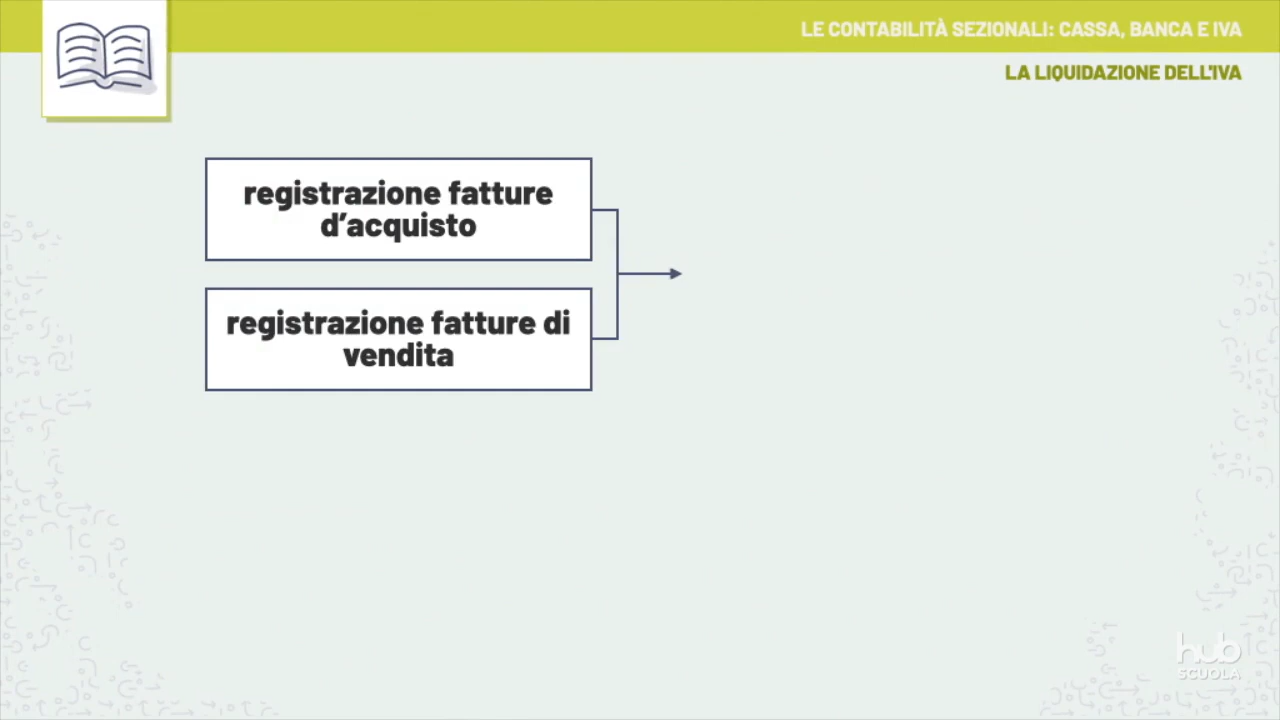 LE CONTABILITÀ SEZIONALI: CASSA, BANCA E IVA
LA LIQUIDAZIONE DELL'IVA
registrazione fatture
d’acquisto
registrazione fatture di
vendita
hub
SCUOLA